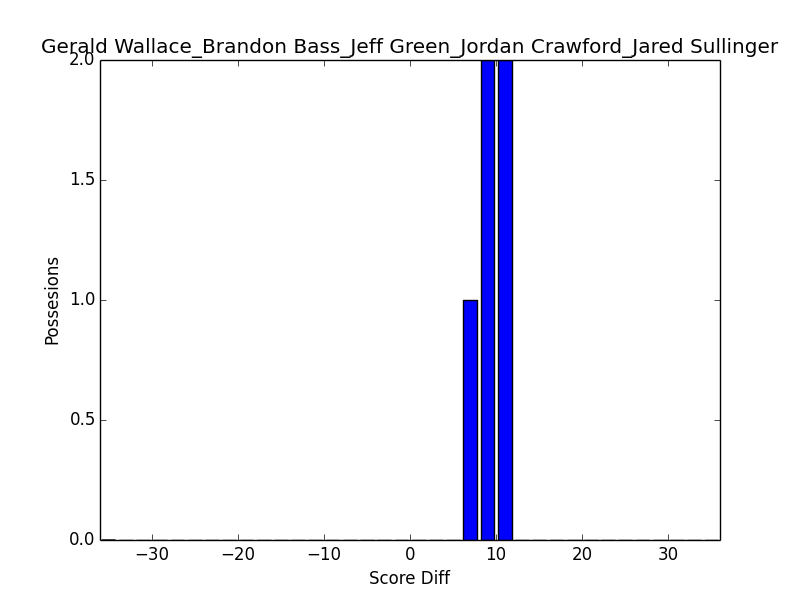 Gerald Wallace_Brandon Bass_Jeff Green_Jordan Crawford_Jared Sullinger
2.0
1.5
1.0
0.5
0.0
Possesions
−30 −20 −10 0 10 20 30
Score Diff